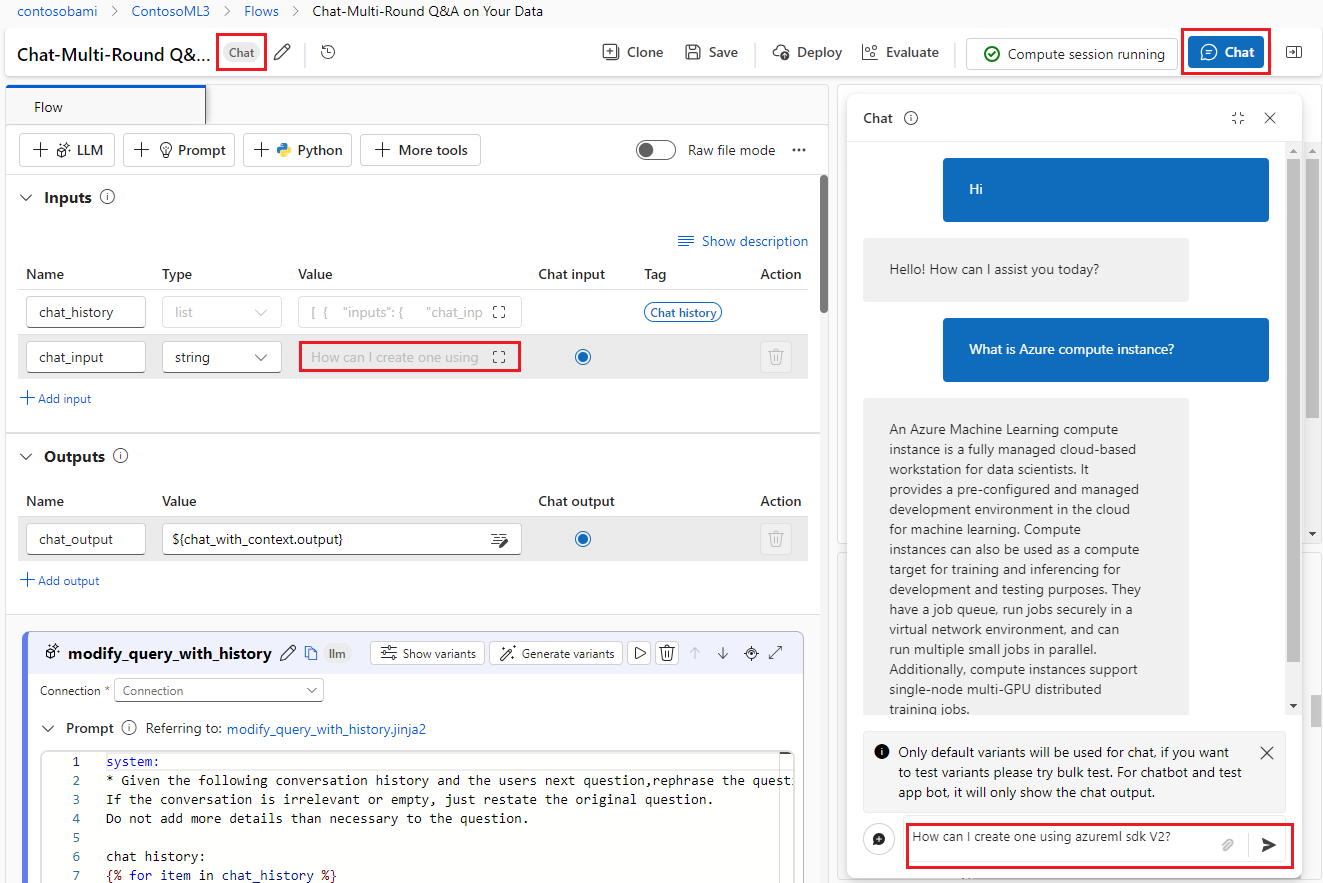 contosobami > ContosoML3 > Flows > Chat-Multi-Round Q&A on Your Data
Chat-Multi-Round Q&... Chat
Clone Save Deploy Evaluate Compute session running Chat
Flow
LLM Prompt Python More tools Raw file mode ...
Inputs
Show description
Name Type Value Chat input Tag Action
chat_history list [ { "inputs": { "chat_inp Chat history
chat_input string How can I create one using
Add input
Outputs
Name Value Chat output Action
chat_output ${chat_with_context.output}
Add output
modify_query_with_history llm Show variants Generate variants
Connection * Connection
Prompt Referring to: modify_query_with_history.jinja2
1 system:
2 * Given the following conversation history and the users next question,rephrase the quest
3 If the conversation is irrelevant or empty, just restate the original question.
4 Do not add more details than necessary to the question.
5
6 chat history:
7 {% for item in chat_history %}
Chat
Hi
Hello! How can I assist you today?
What is Azure compute instance?
An Azure Machine Learning compute
instance is a fully managed cloud-based
workstation for data scientists. It
provides a pre-configured and managed
development environment in the cloud
for machine learning. Compute
instances can also be used as a compute
target for training and inferencing for
development and testing purposes. They
have a job queue, run jobs securely in a
virtual network environment, and can
run multiple small jobs in parallel.
Additionally, compute instances support
single-node multi-GPU distributed
training jobs.
Only default variants will be used for chat, if you want
to test variants please try bulk test. For chatbot and test
app bot, it will only show the chat output.
How can I create one using azureml sdk V2?